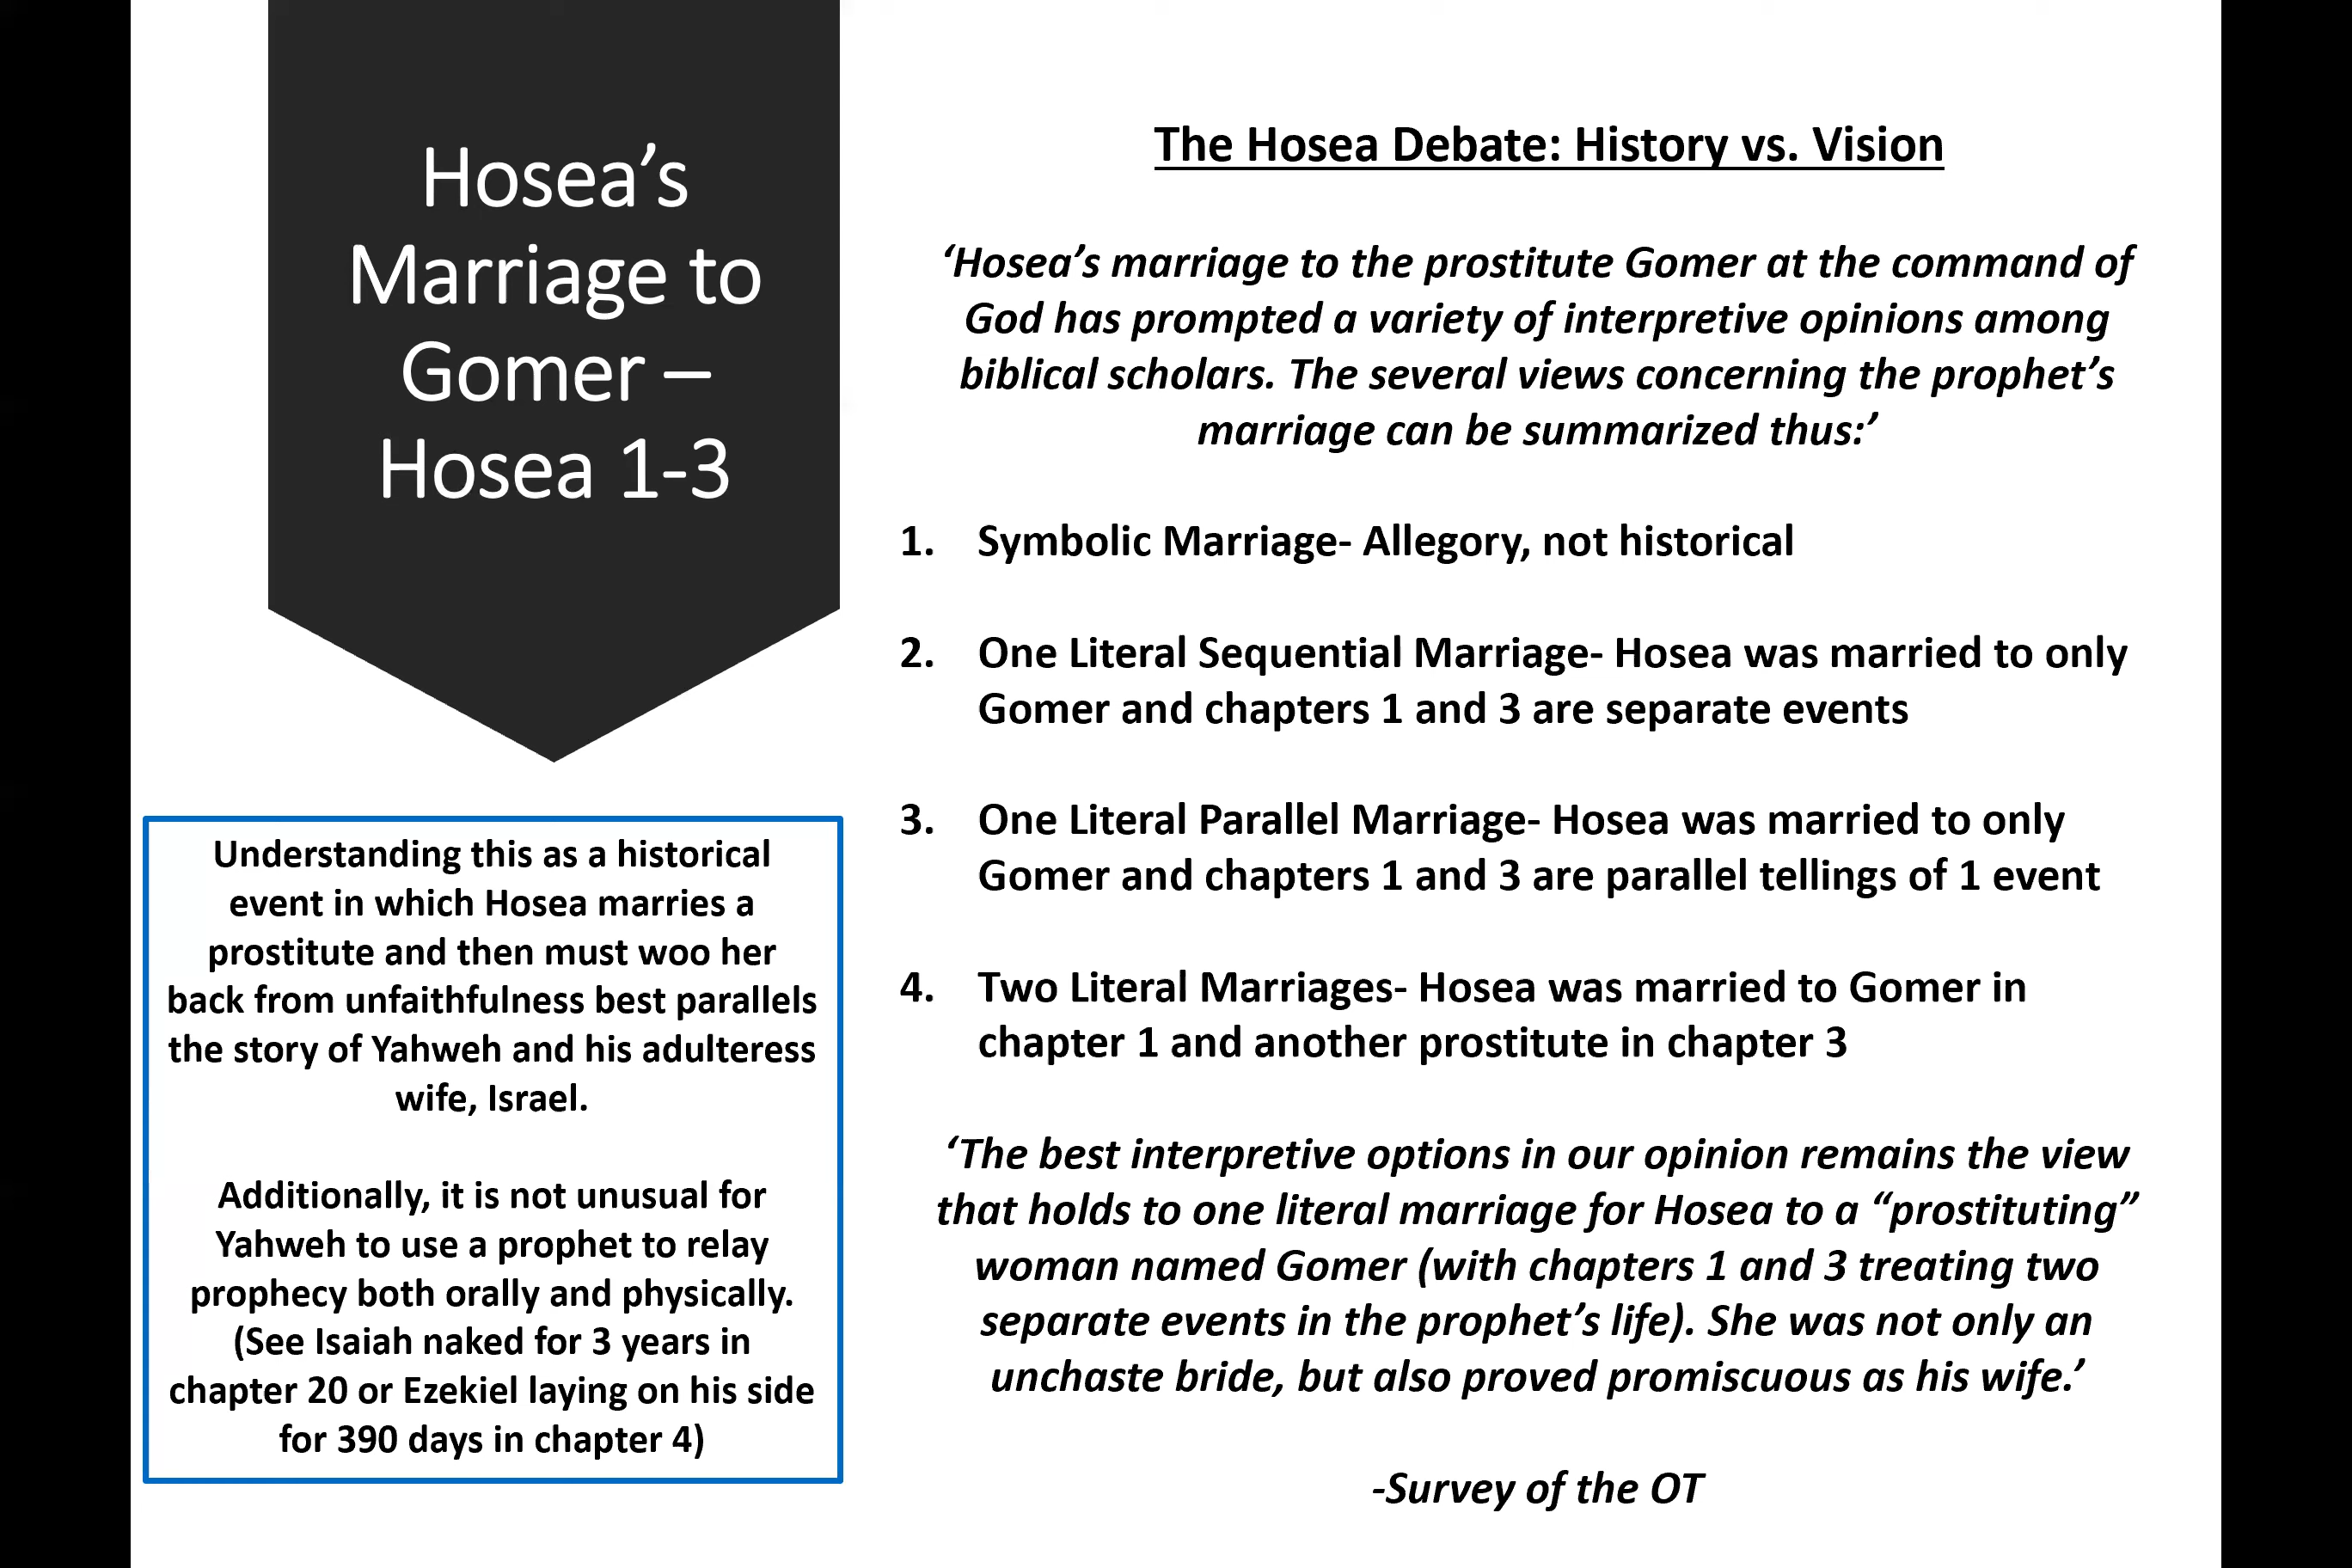 Hosea’s
Marriage to
Gomer –
Hosea 1-3
Understanding this as a historical
event in which Hosea marries a
prostitute and then must woo her
back from unfaithfulness best parallels
the story of Yahweh and his adulteress
wife, Israel.
Additionally, it is not unusual for
Yahweh to use a prophet to relay
prophecy both orally and physically.
(See Isaiah naked for 3 years in
chapter 20 or Ezekiel laying on his side
for 390 days in chapter 4)
The Hosea Debate: History vs. Vision
‘Hosea’s marriage to the prostitute Gomer at the command of
God has prompted a variety of interpretive opinions among
biblical scholars. The several views concerning the prophet’s
marriage can be summarized thus:’
1. Symbolic Marriage- Allegory, not historical
2. One Literal Sequential Marriage- Hosea was married to only
Gomer and chapters 1 and 3 are separate events
3. One Literal Parallel Marriage- Hosea was married to only
Gomer and chapters 1 and 3 are parallel tellings of 1 event
4. Two Literal Marriages- Hosea was married to Gomer in
chapter 1 and another prostitute in chapter 3
‘The best interpretive options in our opinion remains the view
that holds to one literal marriage for Hosea to a “prostituting”
woman named Gomer (with chapters 1 and 3 treating two
separate events in the prophet’s life). She was not only an
unchaste bride, but also proved promiscuous as his wife.’
-Survey of the OT